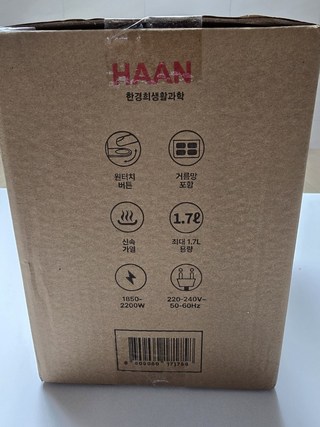 HAAN
한경희생활과학
원터치
버튼
거름망
포함
신속
가열
1.7ℓ
최대 1.7L
용량
1850-
2200W
220-240V~
50-60Hz